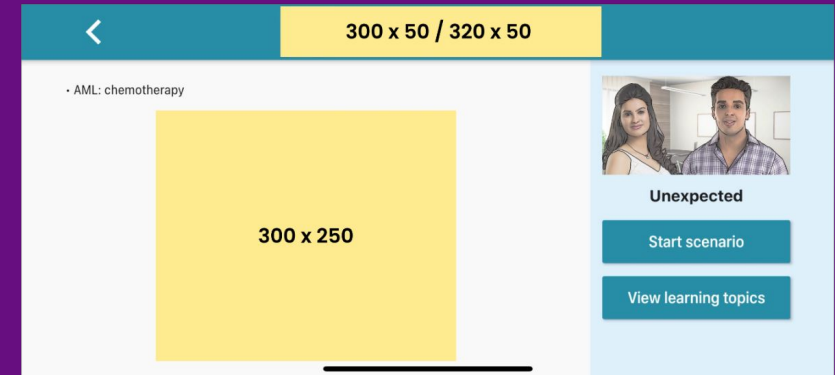 300 x 50 / 320 x 50
• AML: chemotherapy
300 x 250
Unexpected
Start scenario
View learning topics